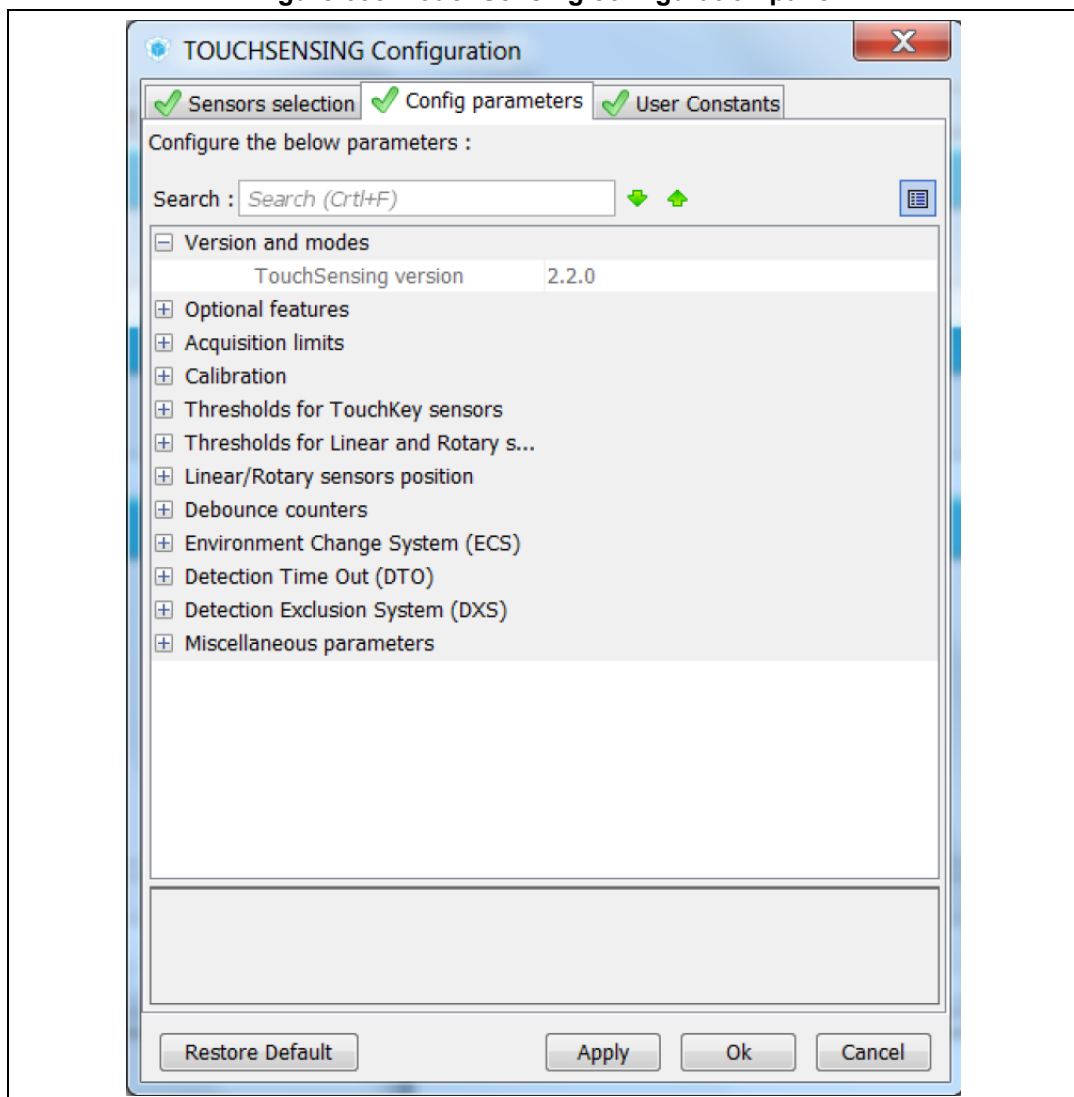 TOUCHSENSING Configuration
Sensors selection Config parameters User Constants
Configure the below parameters :
Search : Search (Crtl+F)
Version and modes
TouchSensing version 2.2.0
Optional features
Acquisition limits
Calibration
Thresholds for TouchKey sensors
Thresholds for Linear and Rotary s...
Linear/Rotary sensors position
Debounce counters
Environment Change System (ECS)
Detection Time Out (DTO)
Detection Exclusion System (DXS)
Miscellaneous parameters
Restore Default Apply Ok Cancel